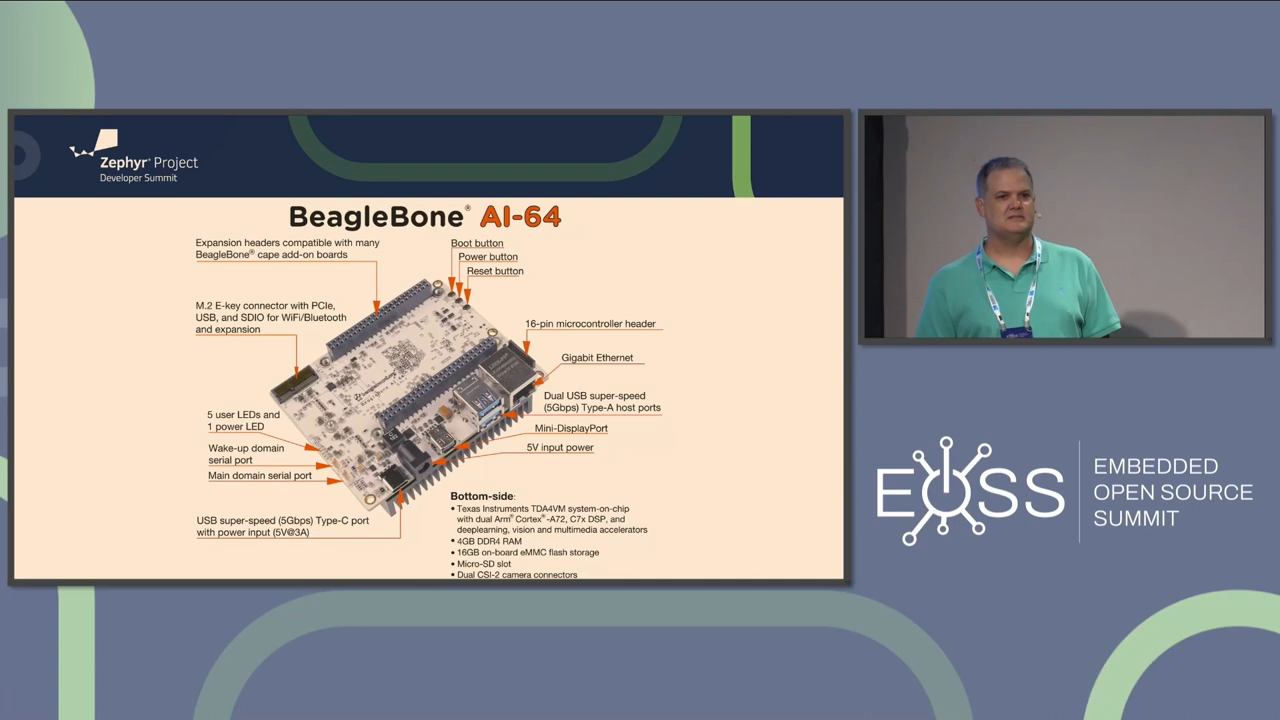 Zephyr® Project
Developer Summit
BeagleBone® AI-64
Expansion headers compatible with many
BeagleBone® cape add-on boards
Boot button
Power button
Reset button
M.2 E-key connector with PCIe,
USB, and SDIO for WiFi/Bluetooth
and expansion
16-pin microcontroller header
Gigabit Ethernet
Dual USB super-speed
(5Gbps) Type-A host ports
5 user LEDs and
1 power LED
Mini-DisplayPort
Wake-up domain
serial port
5V input power
Main domain serial port
USB super-speed (5Gbps) Type-C port
with power input (5V@3A)
Bottom-side:
• Texas Instruments TDA4VM system-on-chip
with dual Arm® Cortex®-A72, C7x DSP, and
deeplearning, vision and multimedia accelerators
• 4GB DDR4 RAM
• 16GB on-board eMMC flash storage
• Micro-SD slot
• Dual CSI-2 camera connectors
EOSS
EMBEDDED
OPEN SOURCE
SUMMIT